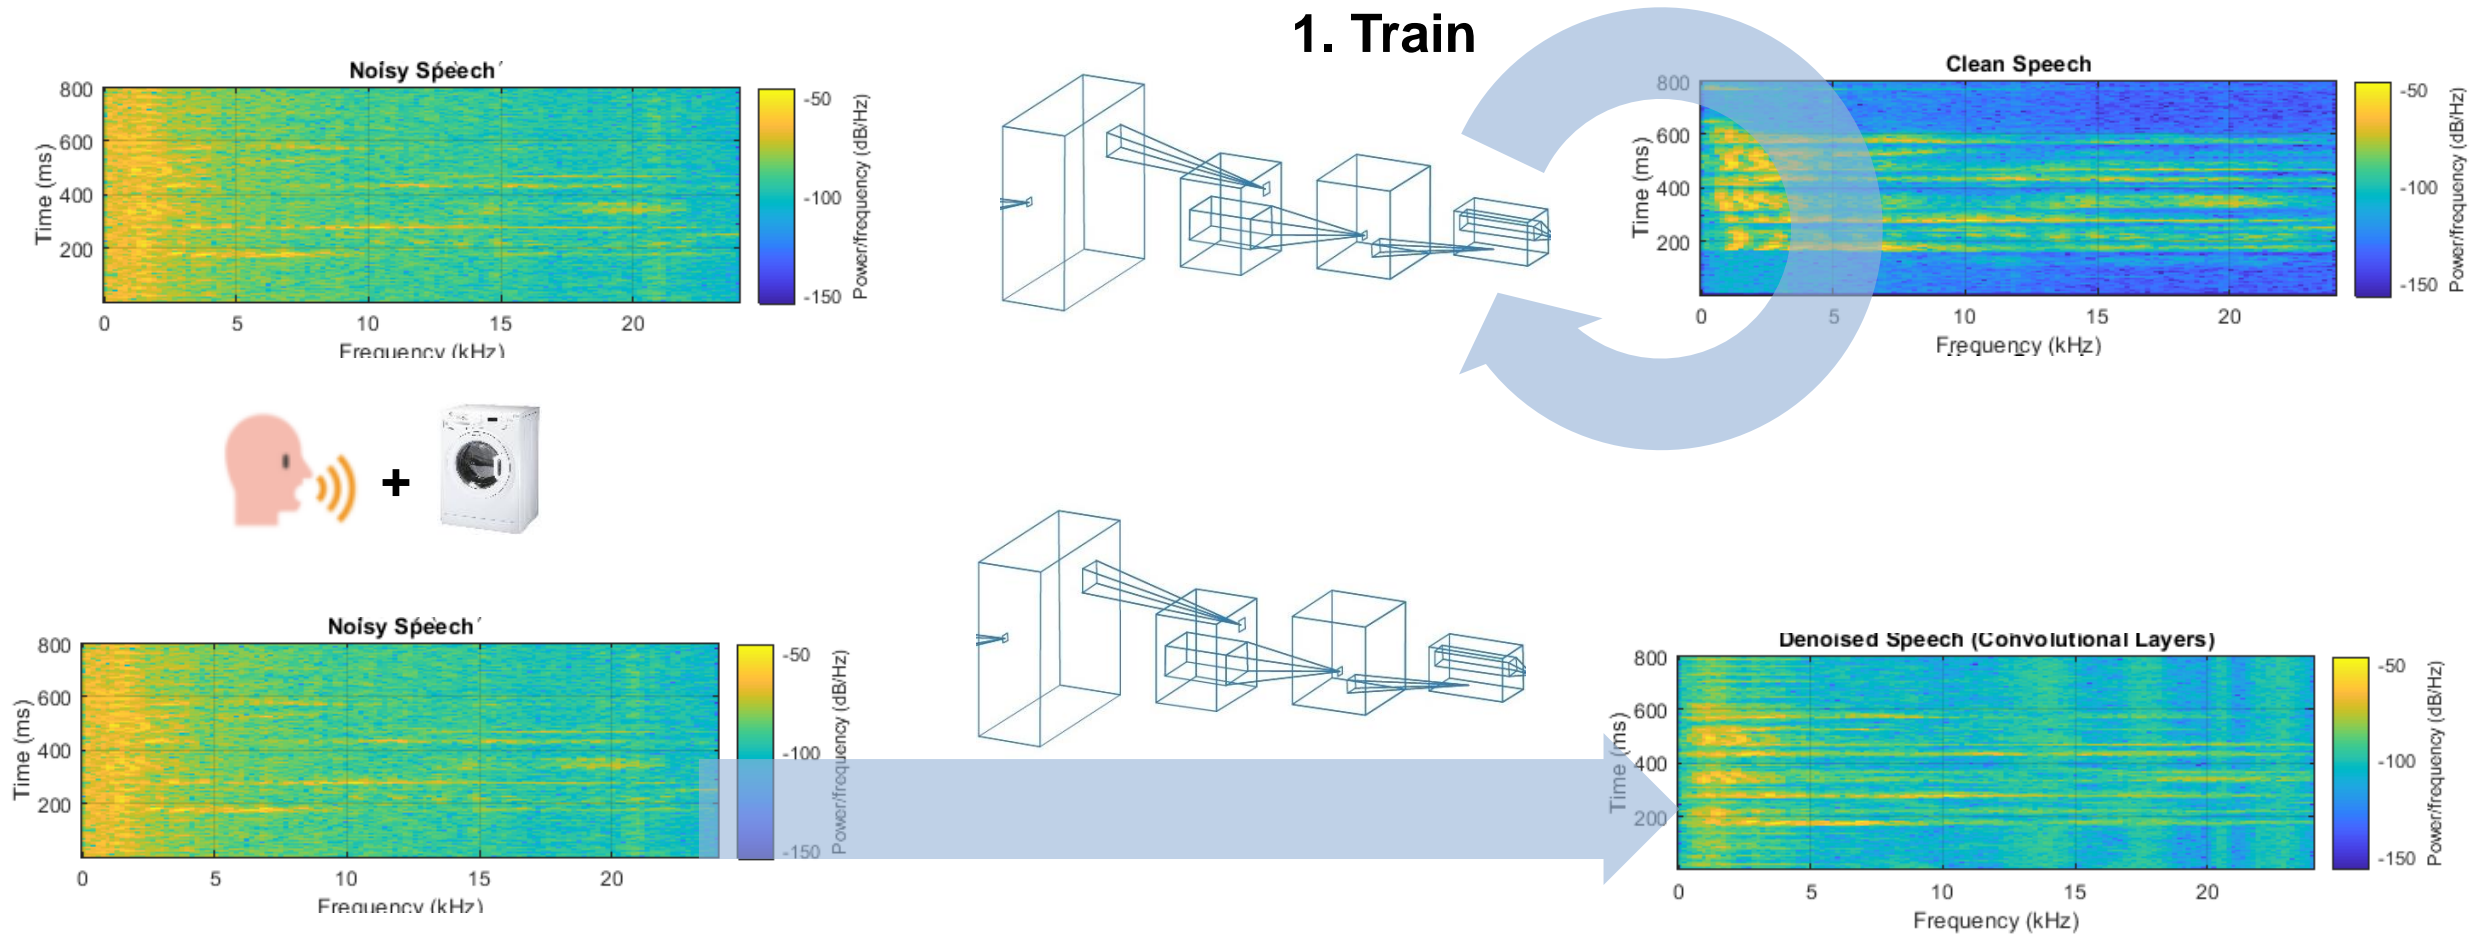 1. Train
Noisy Speech
800
600
400
200
Time (ms)
0 5 10 15 20
Frequency (kHz)
-50
-100
-150
Power/frequency (dB/Hz)
Clean Speech
800
600
400
200
Time (ms)
0 5 10 15 20
Frequency (kHz)
-50
-100
-150
Power/frequency (dB/Hz)
+
Noisy Speech
800
600
400
200
Time (ms)
0 5 10 15 20
Frequency (kHz)
-50
-100
-150
Power/frequency (dB/Hz)
Denoised Speech (Convolutional Layers)
800
600
400
200
Time (ms)
0 5 10 15 20
Frequency (kHz)
-50
-100
-150
Power/frequency (dB/Hz)